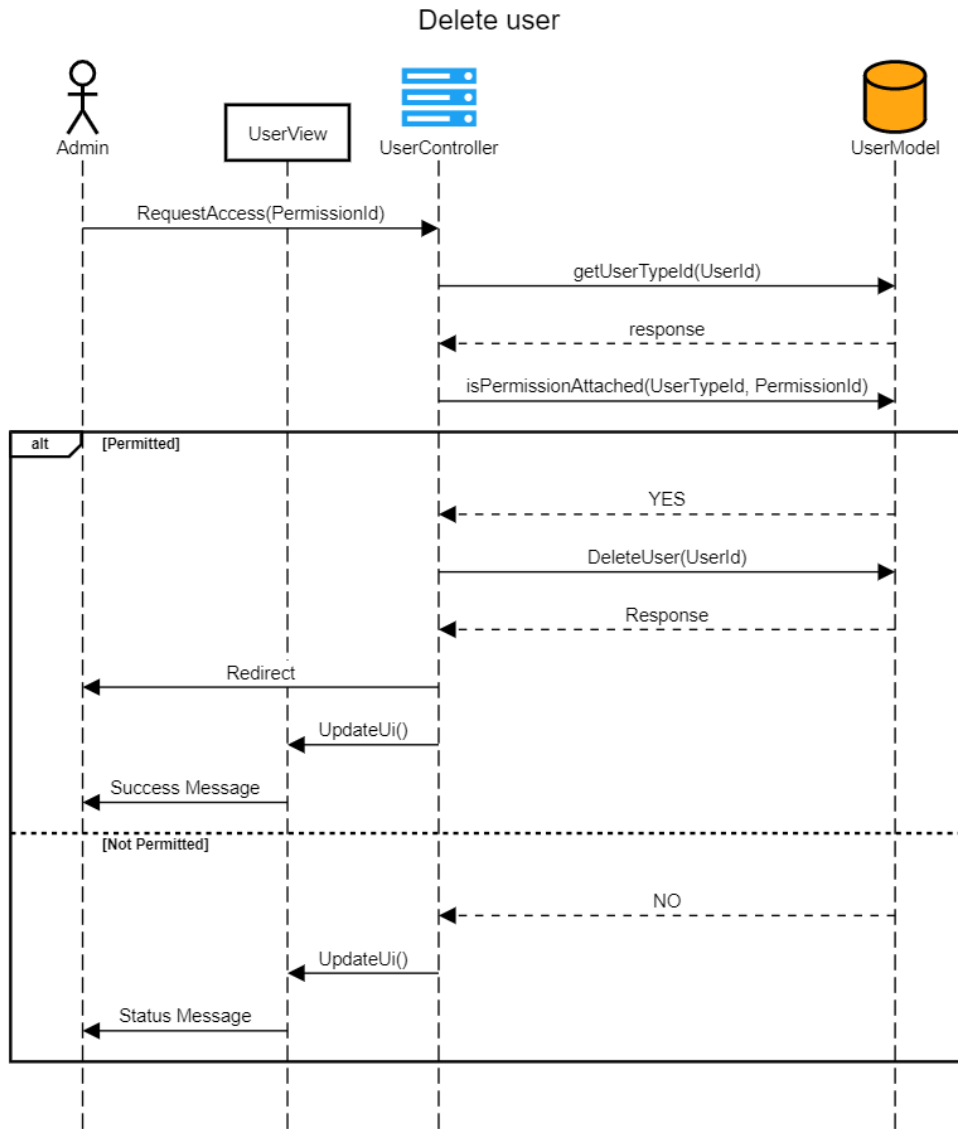 Delete user
Admin
UserView
UserController
UserModel
RequestAccess(PermissionId)
getUserTypeId(UserId)
response
isPermissionAttached(UserTypeId, PermissionId)
alt
[Permitted]
YES
DeleteUser(UserId)
Response
Redirect
UpdateUi()
Success Message
[Not Permitted]
NO
UpdateUi()
Status Message